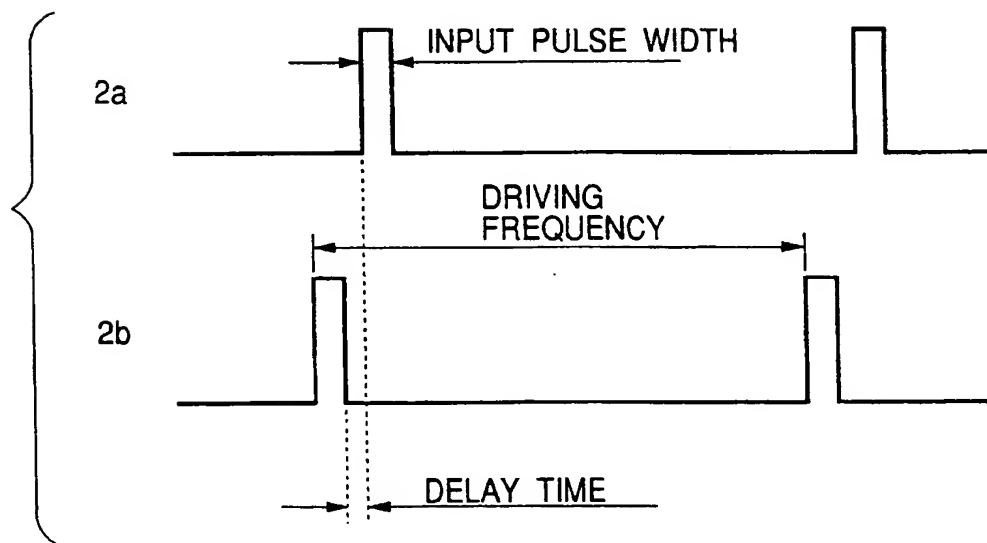 INPUT PULSE WIDTH
2a
DRIVING
FREQUENCY
2b
DELAY TIME